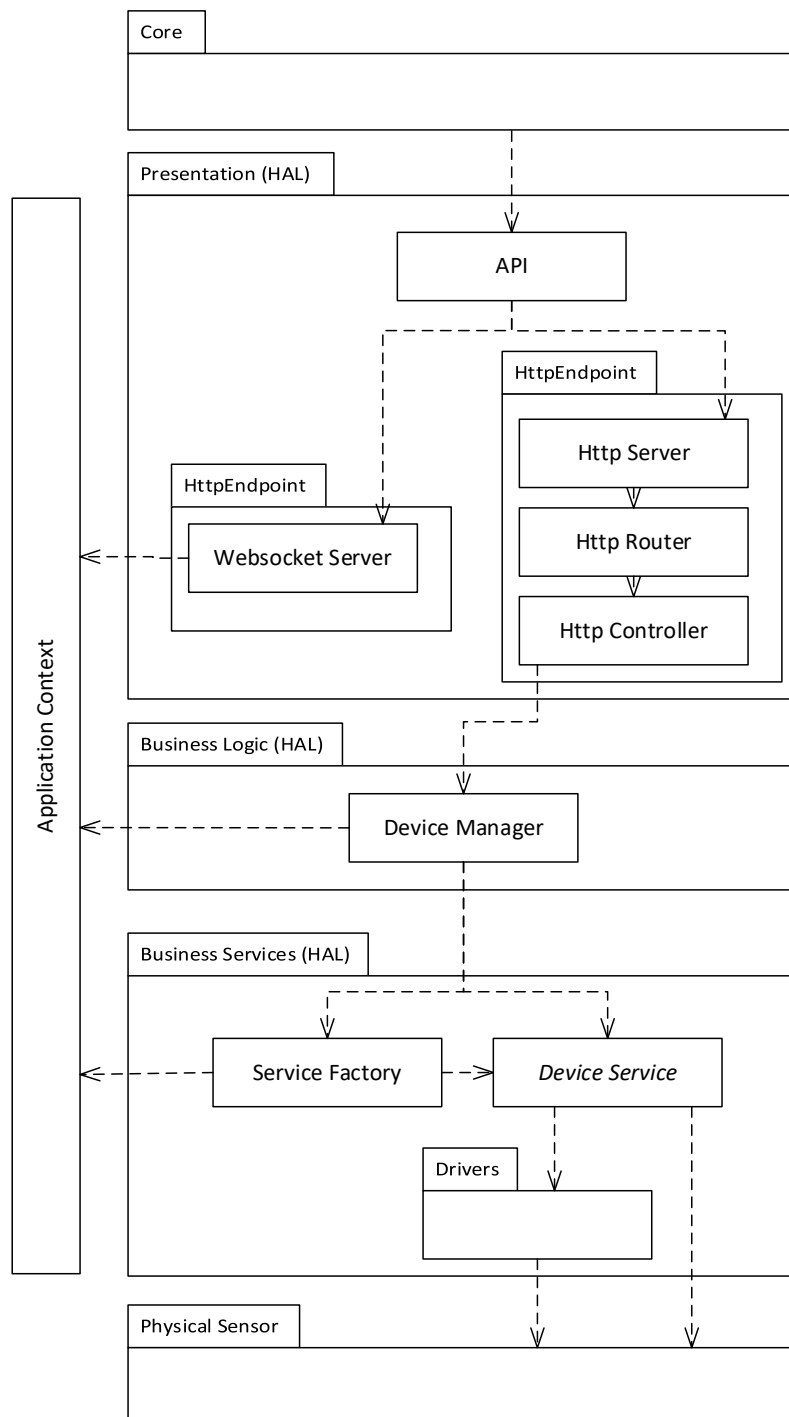 Core
Presentation (HAL)
API
HttpEndpoint
Http Server
HttpEndpoint
Http Router
Websocket Server
Http Controller
Application Context
Business Logic (HAL)
Device Manager
Business Services (HAL)
Service Factory
Device Service
Drivers
Physical Sensor